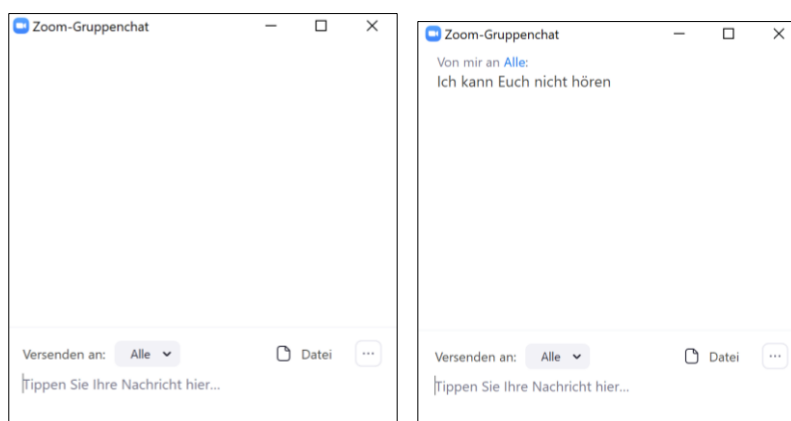 Zoom-Gruppenchat
Versenden an: Alle Datei ...
Tippen Sie Ihre Nachricht hier...
Zoom-Gruppenchat
Von mir an Alle:
Ich kann Euch nicht hören
Versenden an: Alle Datei ...
Tippen Sie Ihre Nachricht hier...